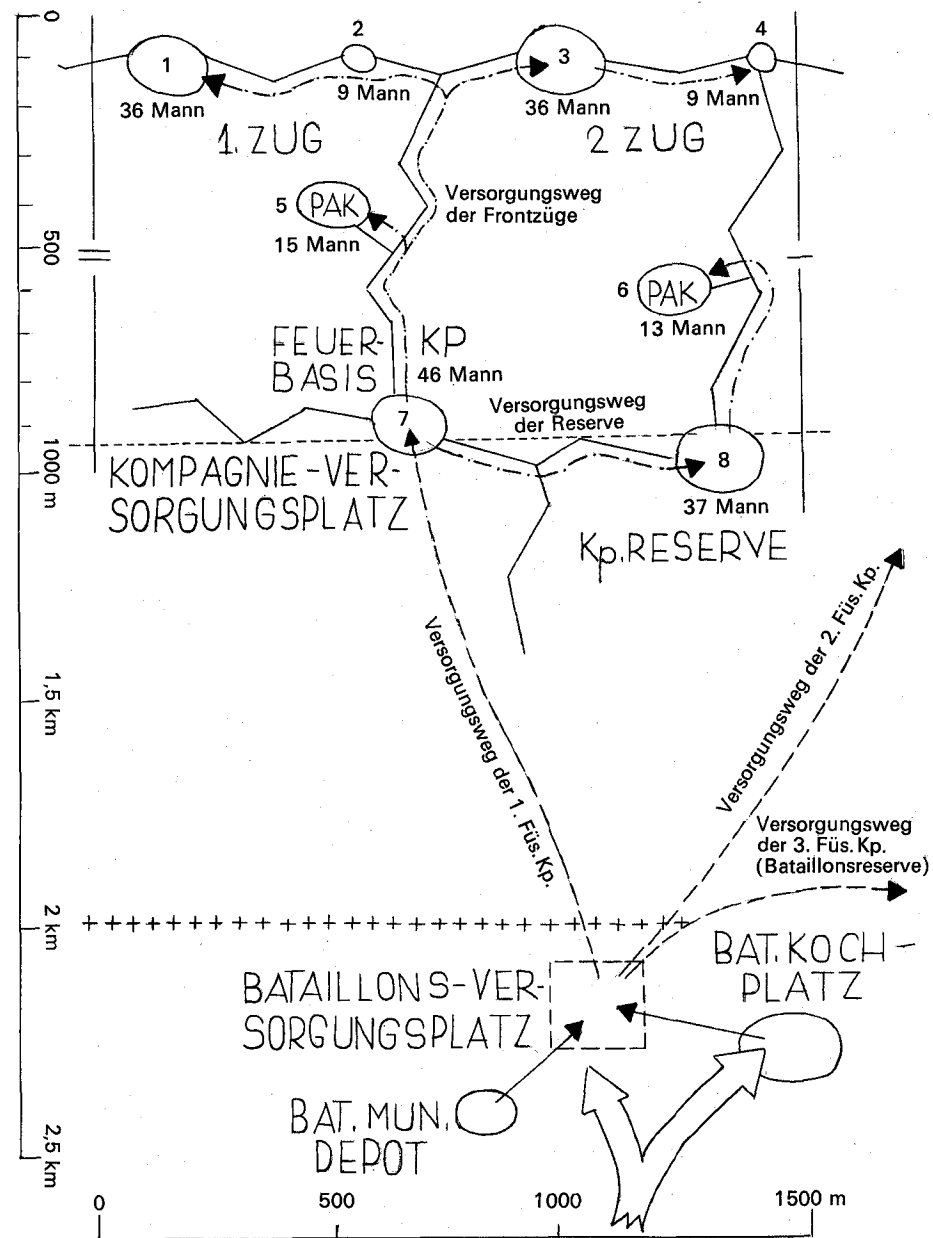 0
500
1000 m
1,5 km
2 km
2,5 km
1
36 Mann
2
9 Mann
3
36 Mann
4
9 Mann
1. ZUG
2 ZUG
5
PAK
15 Mann
Versorgungsweg
der Frontzüge
6
PAK
13 Mann
FEUER-
BASIS
KP
46 Mann
7
Versorgungsweg
der Reserve
8
37 Mann
KOMPAGNIE-VER-
SORGUNGSPLATZ
Kp.RESERVE
Versorgungsweg der 1. Füs.Kp.
Versorgungsweg der 2. Füs.Kp.
Versorgungsweg
der 3. Füs.Kp.
(Bataillonsreserve)
BATAILLONS-VER-
SORGUNGSPLATZ
BAT.KOCH-
PLATZ
BAT.MUN.
DEPOT
0
500
1000
1500 m